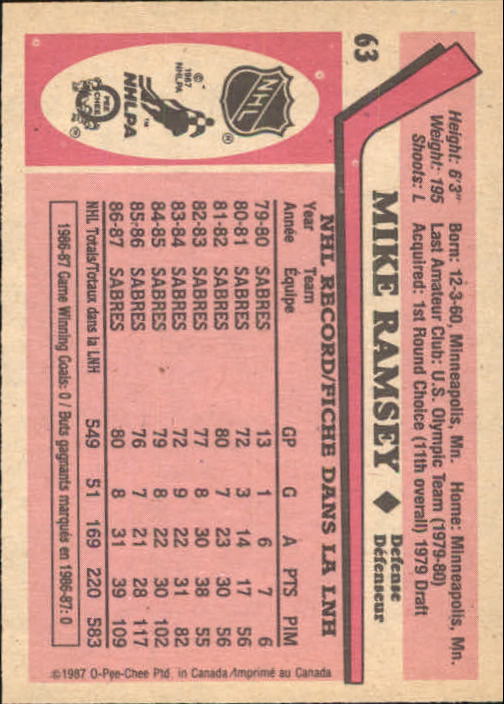 63
Height: 6'3" Born: 12-3-60, Minneapolis, Mn. Home: Minneapolis, Mn.
Weight: 195 Last Amateur Club: U.S. Olympic Team (1979-80)
Shoots: L Acquired: 1st Round Choice (11th overall) 1979 Draft
MIKE RAMSEY ◆ Defense
Défenseur
NHL RECORD/FICHE DANS LA LNH
Year Team
Année Équipe GP G A PTS PIM
79-80 SABRES 13 1 6 7 6
80-81 SABRES 72 3 14 17 56
81-82 SABRES 80 7 23 30 56
82-83 SABRES 77 8 30 38 55
83-84 SABRES 72 9 22 31 82
84-85 SABRES 79 8 22 30 102
85-86 SABRES 76 7 21 28 117
86-87 SABRES 80 8 31 39 109
NHL Totals/Totaux dans la LNH 549 51 169 220 583
1986-87 Game Winning Goals: 0 / Buts gagnants marqués en 1986-87: 0
NHL
®
© 1987
NHLPA
NHLPA
™
O PEE CHEE
© 1987 O-Pee-Chee Ptd. in Canada/Imprimé au Canada